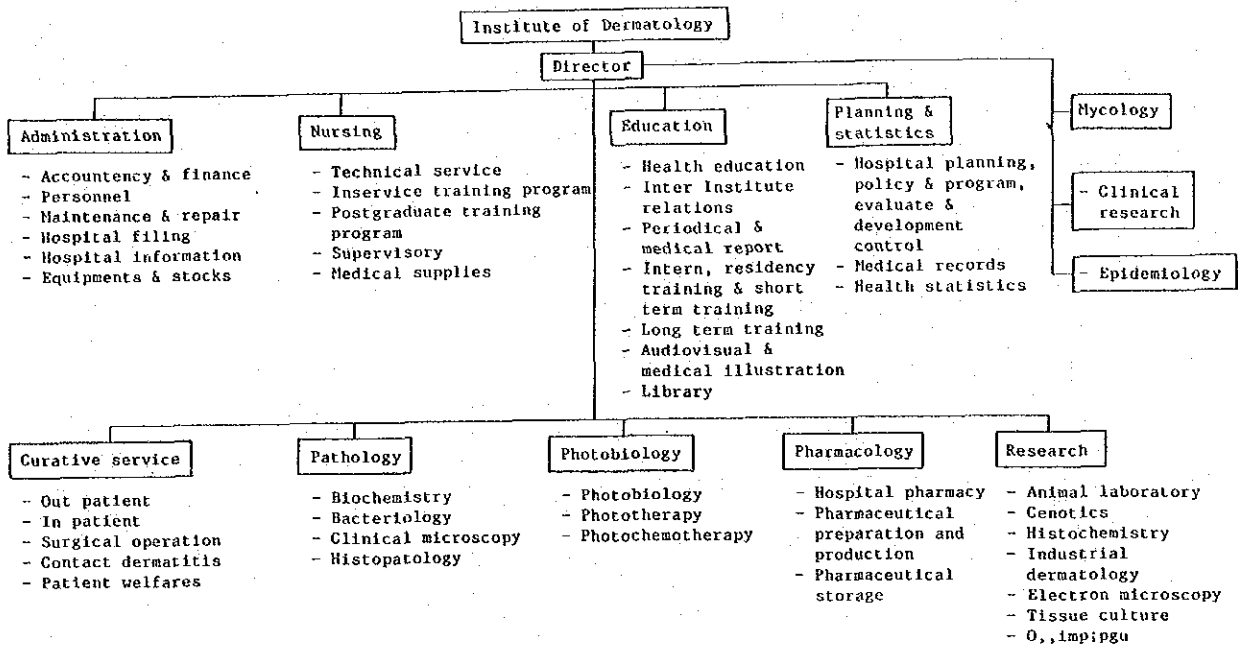 Institute of Dermatology
Director
Administration
- Accountency & finance
- Personnel
- Maintenance & repair
- Hospital filing
- Hospital information
- Equipments & stocks
Nursing
- Technical service
- Inservice training program
- Postgraduate training
program
- Supervisory
- Medical supplies
Education
- Health education
- Inter Institute
relations
- Periodical &
medical report
- Intern, residency
training & short
term training
- Long term training
- Audiovisual &
medical illustration
- Library
Planning &
statistics
- Hospital planning,
policy & program,
evaluate &
development
control
- Medical records
- Health statistics
Mycology
- Clinical
research
- Epidemiology
Curative service
- Out patient
- In patient
- Surgical operation
- Contact dermatitis
- Patient welfares
Pathology
- Biochemistry
- Bacteriology
- Clinical microscopy
- Histopatology
Photobiology
- Photobiology
- Phototherapy
- Photochemotherapy
Pharmacology
- Hospital pharmacy
- Pharmaceutical
preparation and
production
- Pharmaceutical
storage
Research
- Animal laboratory
- Cenotics
- Histochemistry
- Industrial
dermatology
- Electron microscopy
- Tissue culture
- O,,imp;pgu